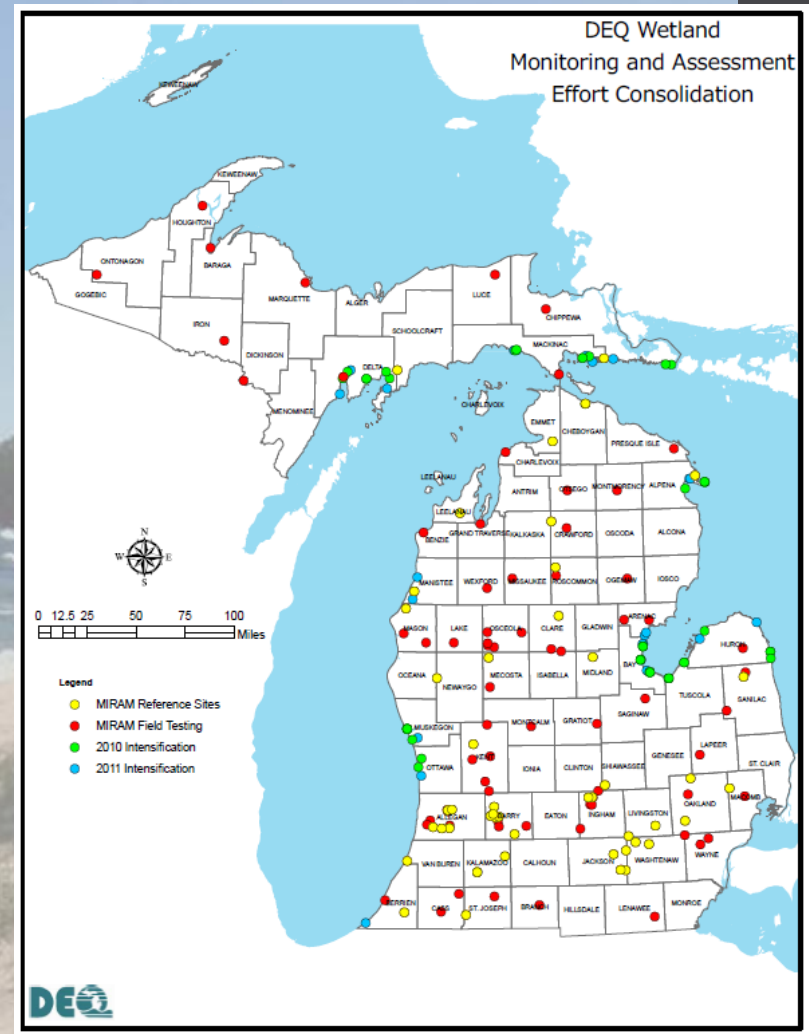 DEQ Wetland
Monitoring and Assessment
Effort Consolidation
KEWEENAW
KEWEENAW
HOUGHTON
ONTONAGON
BARAGA
GOGEBIC
MARQUETTE
ALGER
LUCE
CHIPPEWA
SCHOOLCRAFT
IRON
MACKINAC
DICKINSON
DELTA
MENOMINEE
CHARLEVOIX
EMMET
CHEBOYGAN
PRESQUE ISLE
CHARLEVOIX
LEELANAU
ANTRIM
OTSEGO
MONTMORENCY
ALPENA
LEELANAU
BENZIE
GRAND TRAVERSE
KALKASKA
CRAWFORD
OSCODA
ALCONA
N
W
E
S
MANISTEE
WEXFORD
MISSAUKEE
ROSCOMMON
OGEMAW
IOSCO
0 12.5 25 50 75 100
Miles
MASON
LAKE
OSCEOLA
CLARE
GLADWIN
ARENAC
HURON
BAY
OCEANA
NEWAYGO
MECOSTA
ISABELLA
MIDLAND
TUSCOLA
SANILAC
Legend
MIRAM Reference Sites
MIRAM Field Testing
2010 Intensification
2011 Intensification
MUSKEGON
MONTCALM
GRATIOT
SAGINAW
GENESEE
LAPEER
ST. CLAIR
OTTAWA
KENT
IONIA
CLINTON
SHIAWASSEE
ALLEGAN
BARRY
EATON
INGHAM
LIVINGSTON
OAKLAND
MACOMB
VAN BUREN
KALAMAZOO
CALHOUN
JACKSON
WASHTENAW
WAYNE
BERRIEN
CASS
ST. JOSEPH
BRANCH
HILLSDALE
LENAWEE
MONROE
DEQ